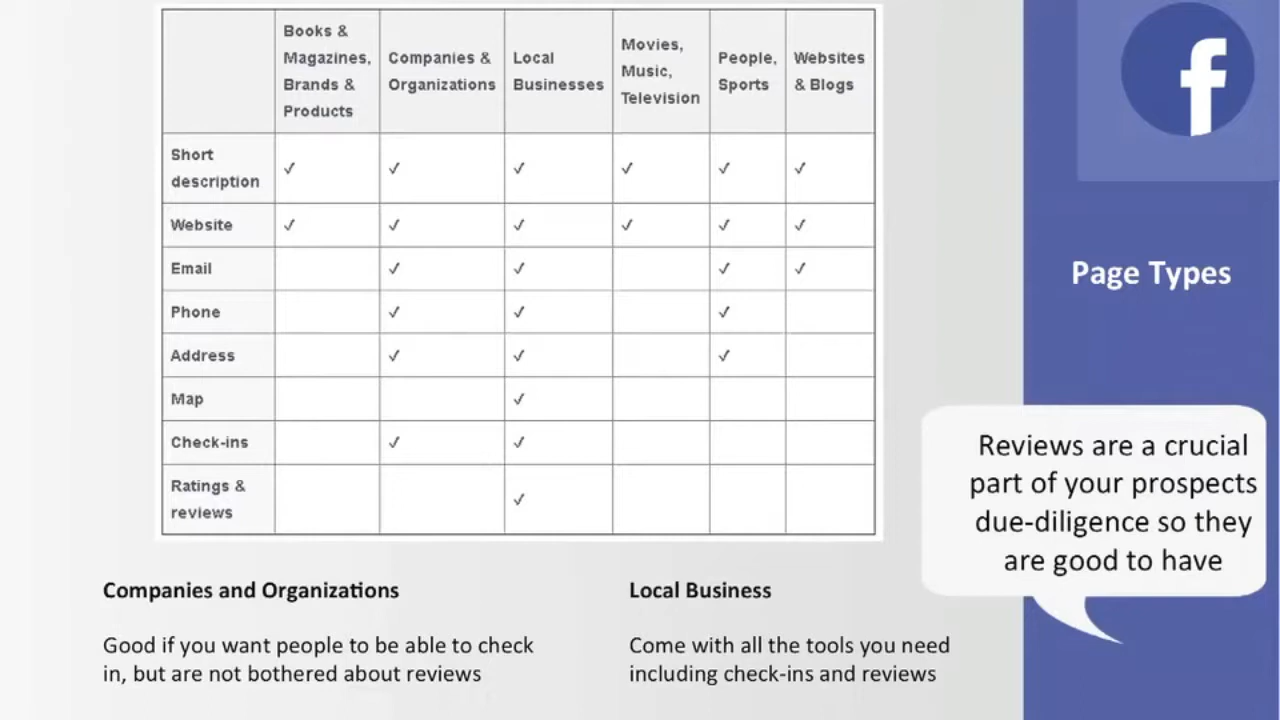 Books &
Magazines,
Brands &
Products
Companies &
Organizations
Local
Businesses
Movies,
Music,
Television
People,
Sports
Websites
& Blogs
Short
description
✓ ✓ ✓ ✓ ✓ ✓
Website ✓ ✓ ✓ ✓ ✓ ✓
Email ✓ ✓ ✓ ✓
Phone ✓ ✓ ✓
Address ✓ ✓ ✓
Map ✓
Check-ins ✓ ✓
Ratings &
reviews
✓
f
Page Types
Reviews are a crucial
part of your prospects
due-diligence so they
are good to have
Companies and Organizations
Good if you want people to be able to check
in, but are not bothered about reviews
Local Business
Come with all the tools you need
including check-ins and reviews